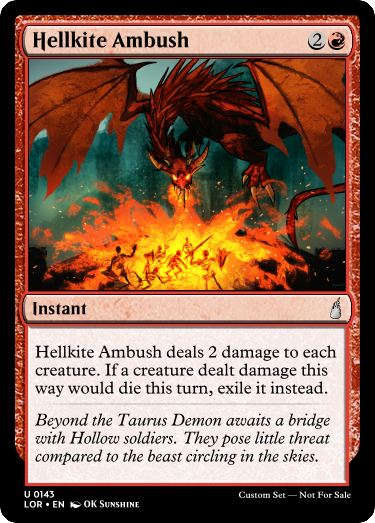 Hellkite Ambush 2
Instant
Hellkite Ambush deals 2 damage to each
creature. If a creature dealt damage this
way would die this turn, exile it instead.
Beyond the Taurus Demon awaits a bridge
with Hollow soldiers. They pose little threat
compared to the beast circling in the skies.
U 0143
LOR • EN OK Sunshine
Custom Set — Not For Sale